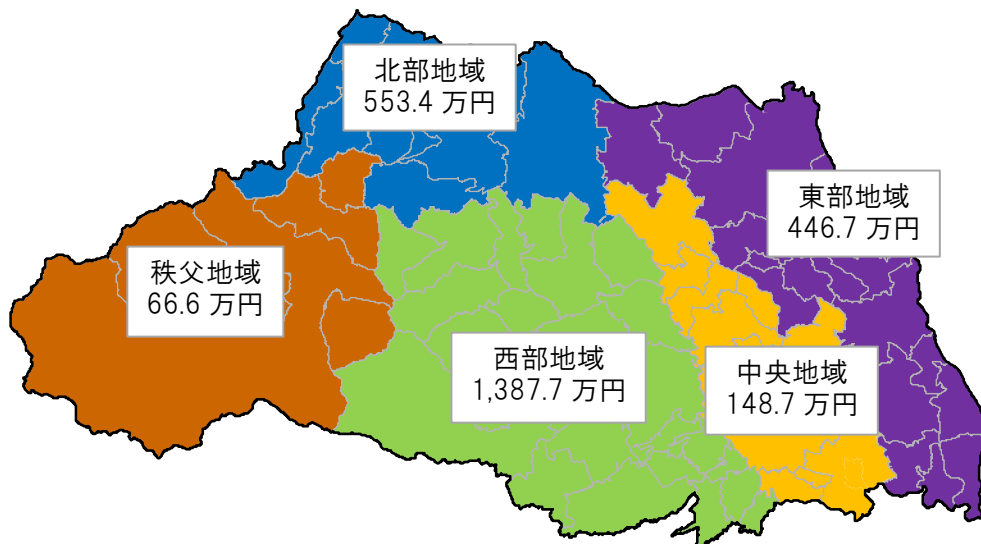 北部地域
553.4 万円
東部地域
446.7 万円
秩父地域
66.6 万円
西部地域
1,387.7 万円
中央地域
148.7 万円